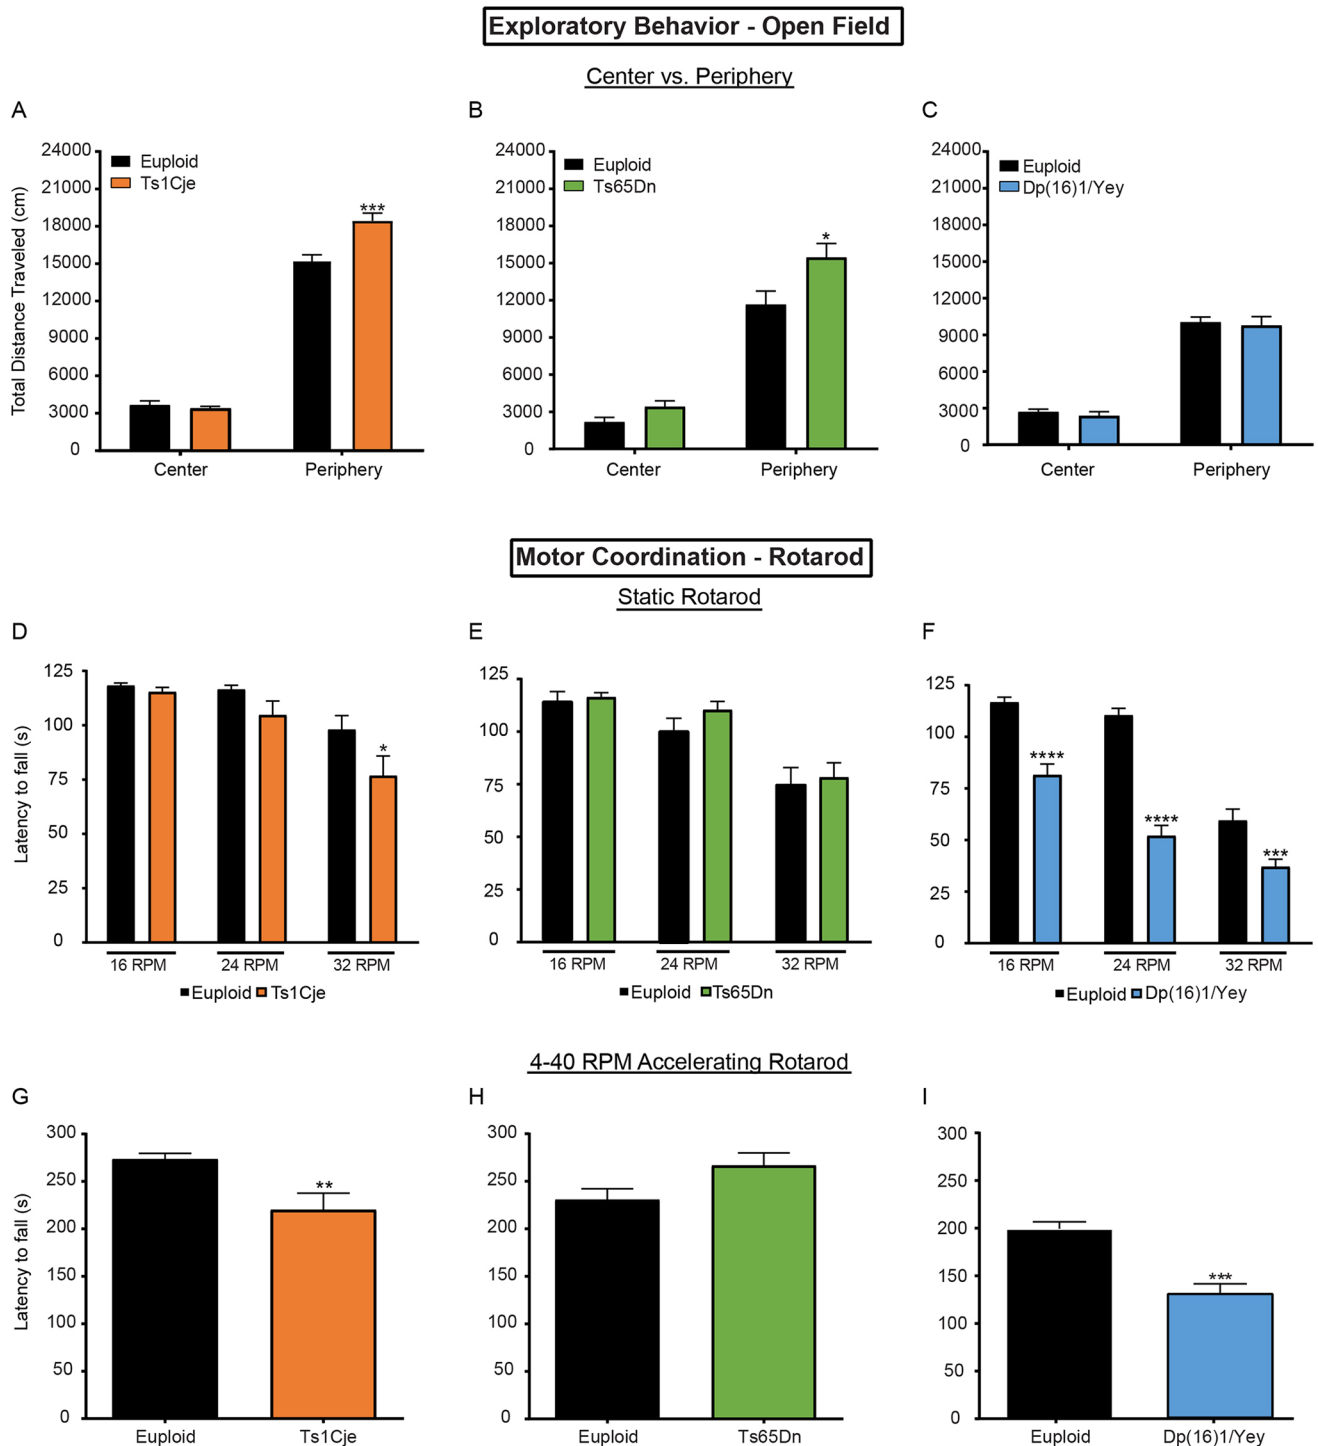 Exploratory Behavior - Open Field
Center vs. Periphery
A
B
C
Total Distance Traveled (cm)
24000
21000
18000
15000
12000
9000
6000
3000
0
Euploid
Ts1Cje
***
Center
Periphery
24000
21000
18000
15000
12000
9000
6000
3000
0
Euploid
Ts65Dn
*
Center
Periphery
24000
21000
18000
15000
12000
9000
6000
3000
0
Euploid
Dp(16)1/Yey
Center
Periphery
Motor Coordination - Rotarod
Static Rotarod
D
E
F
Latency to fall (s)
125
100
75
50
25
0
*
16 RPM
24 RPM
32 RPM
Euploid
Ts1Cje
125
100
75
50
25
0
16 RPM
24 RPM
32 RPM
Euploid
Ts65Dn
125
100
75
50
25
0
****
****
***
16 RPM
24 RPM
32 RPM
Euploid
Dp(16)1/Yey
4-40 RPM Accelerating Rotarod
G
H
I
Latency to fall (s)
300
250
200
150
100
50
0
**
Euploid
Ts1Cje
300
250
200
150
100
50
0
Euploid
Ts65Dn
300
250
200
150
100
50
0
***
Euploid
Dp(16)1/Yey